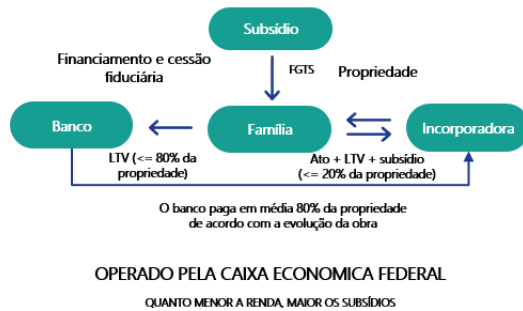 Subsídio
Financiamento e cessão
fiduciária
FGTS
Propriedade
Banco
Família
Incorporadora
LTV (<= 80% da
propriedade)
Ato + LTV + subsídio
(<= 20% da propriedade)
O banco paga em média 80% da propriedade
de acordo com a evolução da obra
OPERADO PELA CAIXA ECONOMICA FEDERAL
QUANTO MENOR A RENDA, MAIOR OS SUBSÍDIOS